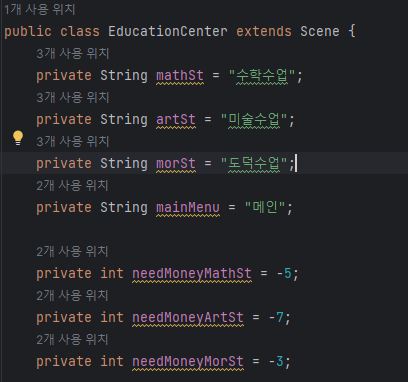 1개 사용 위치
public class EducationCenter extends Scene {
3개 사용 위치
private String mathSt = "수학수업";
3개 사용 위치
private String artSt = "미술수업";
3개 사용 위치
private String morSt = "도덕수업";
2개 사용 위치
private String mainMenu = "메인";
2개 사용 위치
private int needMoneyMathSt = -5;
2개 사용 위치
private int needMoneyArtSt = -7;
2개 사용 위치
private int needMoneyMorSt = -3;